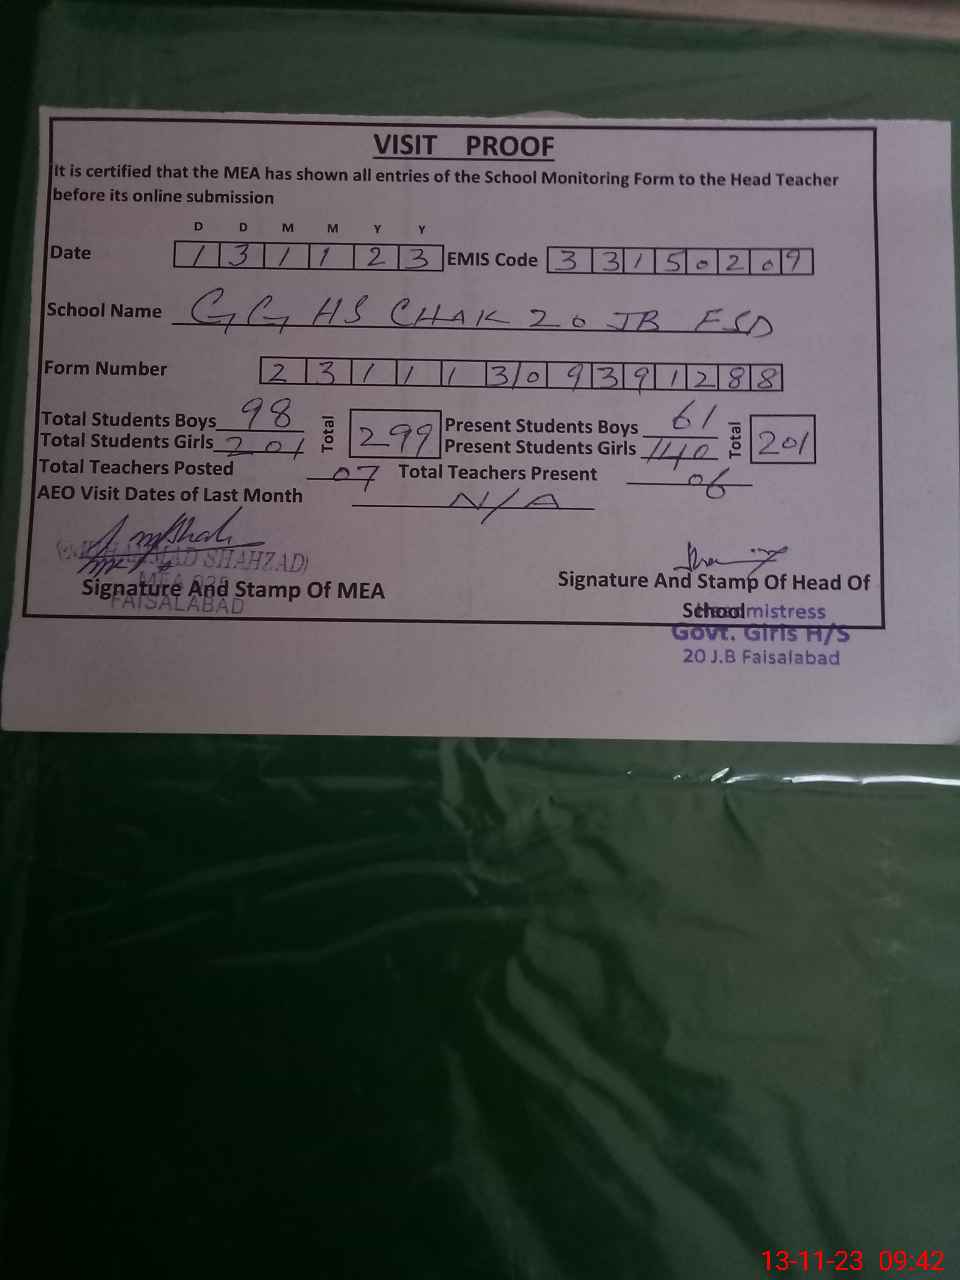 VISIT PROOF
It is certified that the MEA has shown all entries of the School Monitoring Form to the Head Teacher
before its online submission
D D M M Y Y
Date 1 3 1 1 2 3 EMIS Code 3 3 1 5 0 2 0 9
School Name GGHS CHAK 20 JB FSD
Form Number 2 3 1 1 1 3 0 9 3 9 1 2 8 8
Total Students Boys 98 Total 299 Present Students Boys 61 Total 201
Total Students Girls 201 Present Students Girls 140
Total Teachers Posted 07 Total Teachers Present 06
AEO Visit Dates of Last Month N/A
SHAHZAD)
Signature And Stamp Of MEA Signature And Stamp Of Head Of
FAISALABAD
School
Headmistress
Govt. Girls H/S
20 J.B Faisalabad
13-11-23 09:42